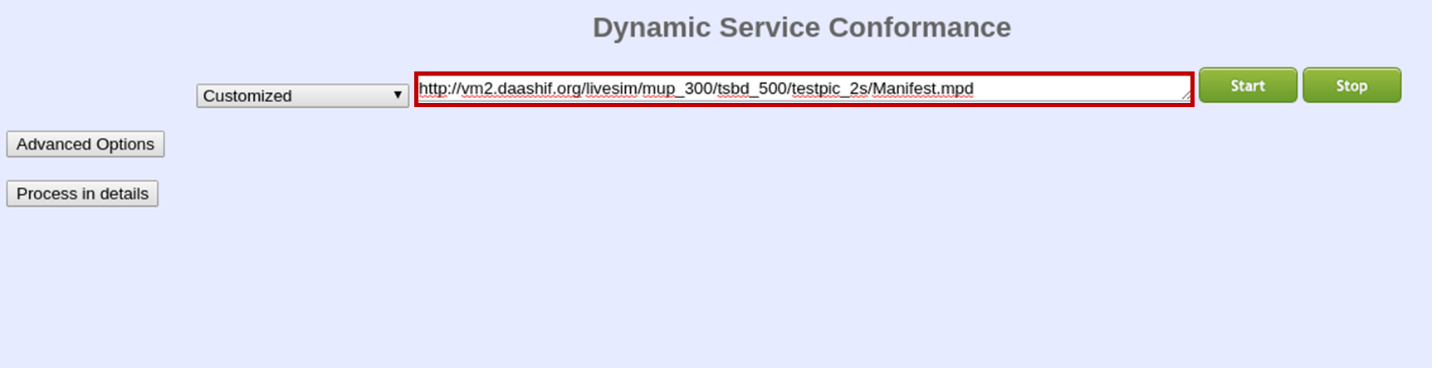 Dynamic Service Conformance
Customized
http://vm2.daashif.org/livesim/mup_300/tsbd_500/testpic_2s/Manifest.mpd
Start
Stop
Advanced Options
Process in details